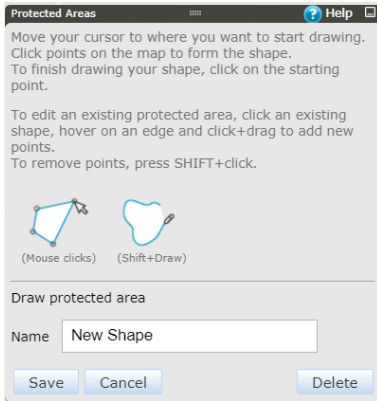 Protected Areas
Help
Move your cursor to where you want to start drawing.
Click points on the map to form the shape.
To finish drawing your shape, click on the starting
point.
To edit an existing protected area, click an existing
shape, hover on an edge and click+drag to add new
points.
To remove points, press SHIFT+click.
(Mouse clicks) (Shift+Draw)
Draw protected area
Name New Shape
Save Cancel Delete